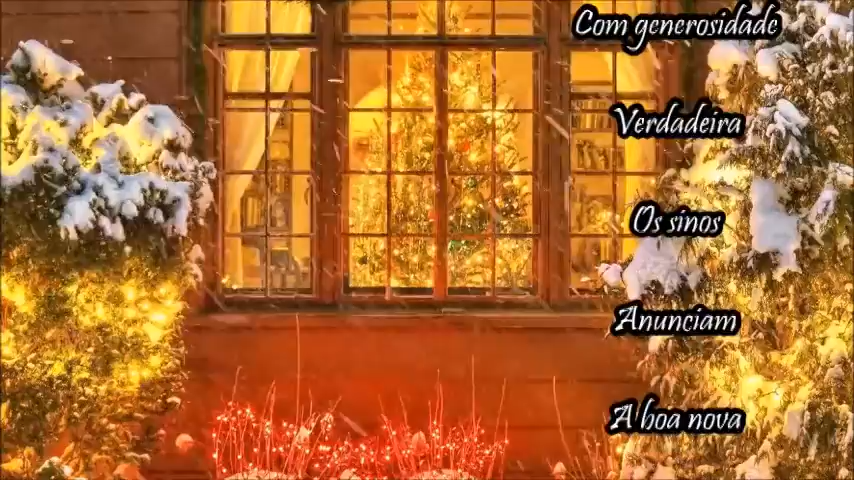 Com generosidade
Verdadeira
Os sinos
Anunciam
A boa nova